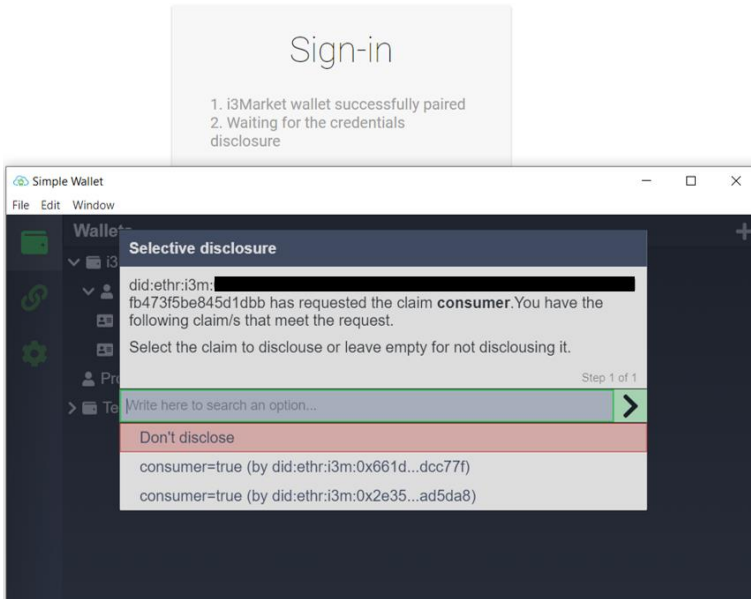 Sign-in
1. i3Market wallet successfully paired
2. Waiting for the credentials
disclosure
Simple Wallet
File Edit Window
Wallets
Selective disclosure
i3
did:ethr:i3m:
fb473f5be845d1dbb has requested the claim consumer.You have the
following claim/s that meet the request.
Select the claim to disclouse or leave empty for not disclousing it.
Step 1 of 1
Write here to search an option...
Don't disclose
consumer=true (by did:ethr:i3m:0x661d...dcc77f)
consumer=true (by did:ethr:i3m:0x2e35...ad5da8)